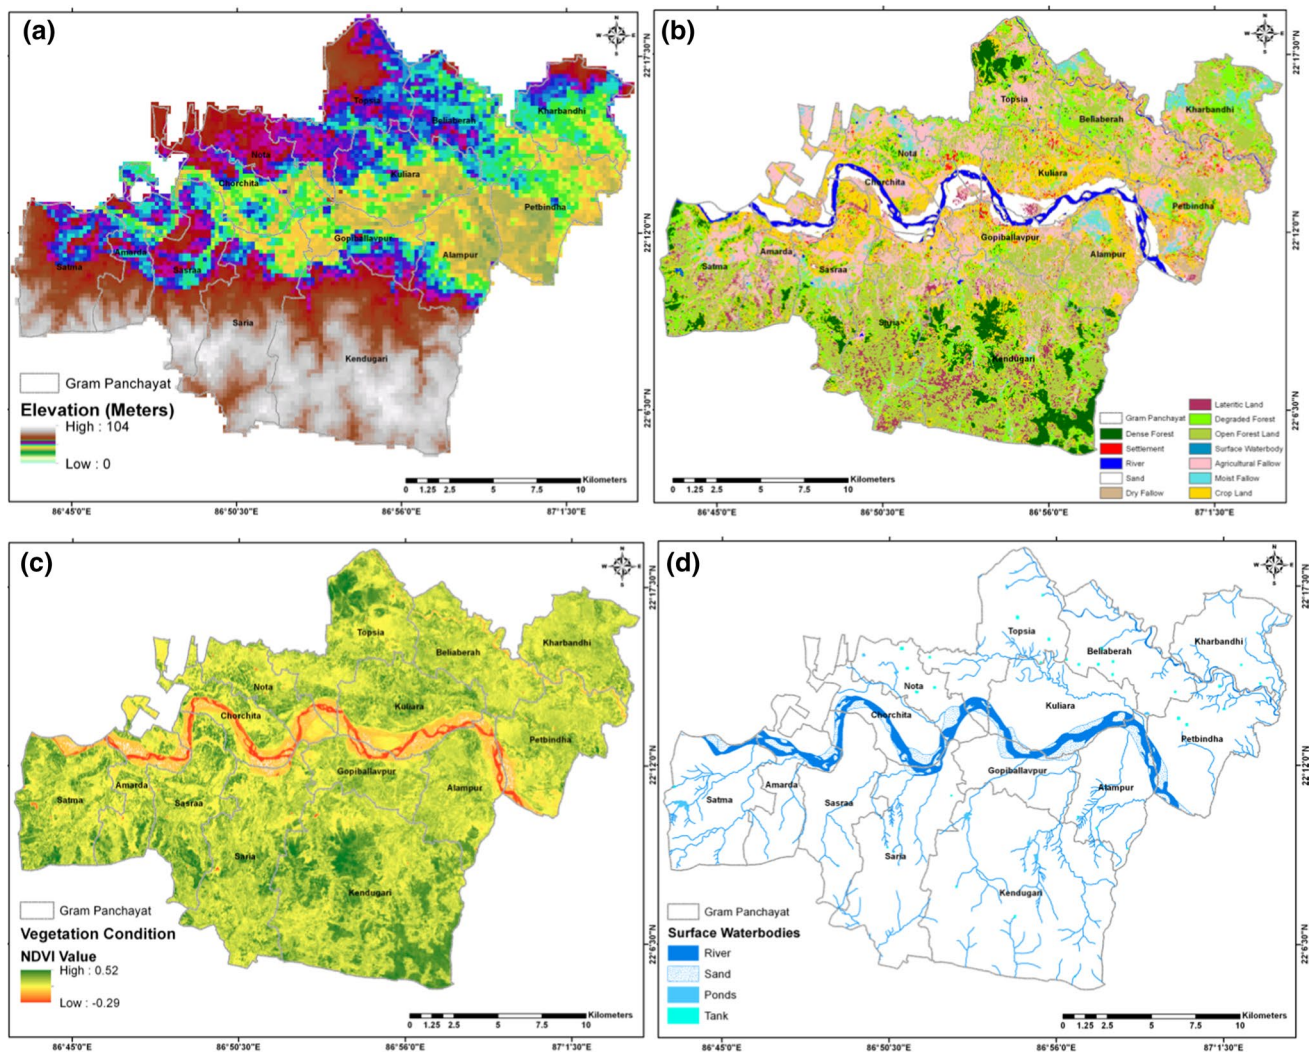 (a)
N
W E
S
22°17'30"N
22°12'0"N
22°6'30"N
Topsia
Kharbandhi
Beliaberah
Nota
Chorchita
Kuliara
Petbindha
Gopiballavpur
Amarda
Alampur
Satma
Sasraa
Saria
Kendugari
Gram Panchayat
Elevation (Meters)
High : 104
Low : 0
Kilometers
0 1.25 2.5 5 7.5 10
86°45'0"E 86°50'30"E 86°56'0"E 87°1'30"E
(b)
N
W E
S
22°17'30"N
22°12'0"N
22°6'30"N
Topsia
Kharbandhi
Beliaberah
Nota
Kuliara
Chorchita
Petbindha
Gopiballavpur
Amarda
Alampur
Satma
Sasraa
Saria
Kendugari
Gram Panchayat
Dense Forest
Settlement
River
Sand
Dry Fallow
Lateritic Land
Degraded Forest
Open Forest Land
Surface Waterbody
Agricultural Fallow
Moist Fallow
Crop Land
Kilometers
0 1.25 2.5 5 7.5 10
86°45'0"E 86°50'30"E 86°56'0"E 87°1'30"E
(c)
N
W E
S
22°17'30"N
22°12'0"N
22°6'30"N
Topsia
Kharbandhi
Beliaberah
Nota
Kuliara
Chorchita
Petbindha
Gopiballavpur
Amarda
Alampur
Satma
Sasraa
Saria
Kendugari
Gram Panchayat
Vegetation Condition
NDVI Value
High : 0.52
Low : -0.29
Kilometers
0 1.25 2.5 5 7.5 10
86°45'0"E 86°50'30"E 86°56'0"E 87°1'30"E
(d)
N
W E
S
22°17'30"N
22°12'0"N
22°6'30"N
Topsia
Kharbandhi
Beliaberah
Nota
Kuliara
Chorchita
Petbindha
Gopiballavpur
Amarda
Alampur
Satma
Sasraa
Saria
Kendugari
Gram Panchayat
Surface Waterbodies
River
Sand
Ponds
Tank
Kilometers
0 1.25 2.5 5 7.5 10
86°45'0"E 86°50'30"E 86°56'0"E 87°1'30"E